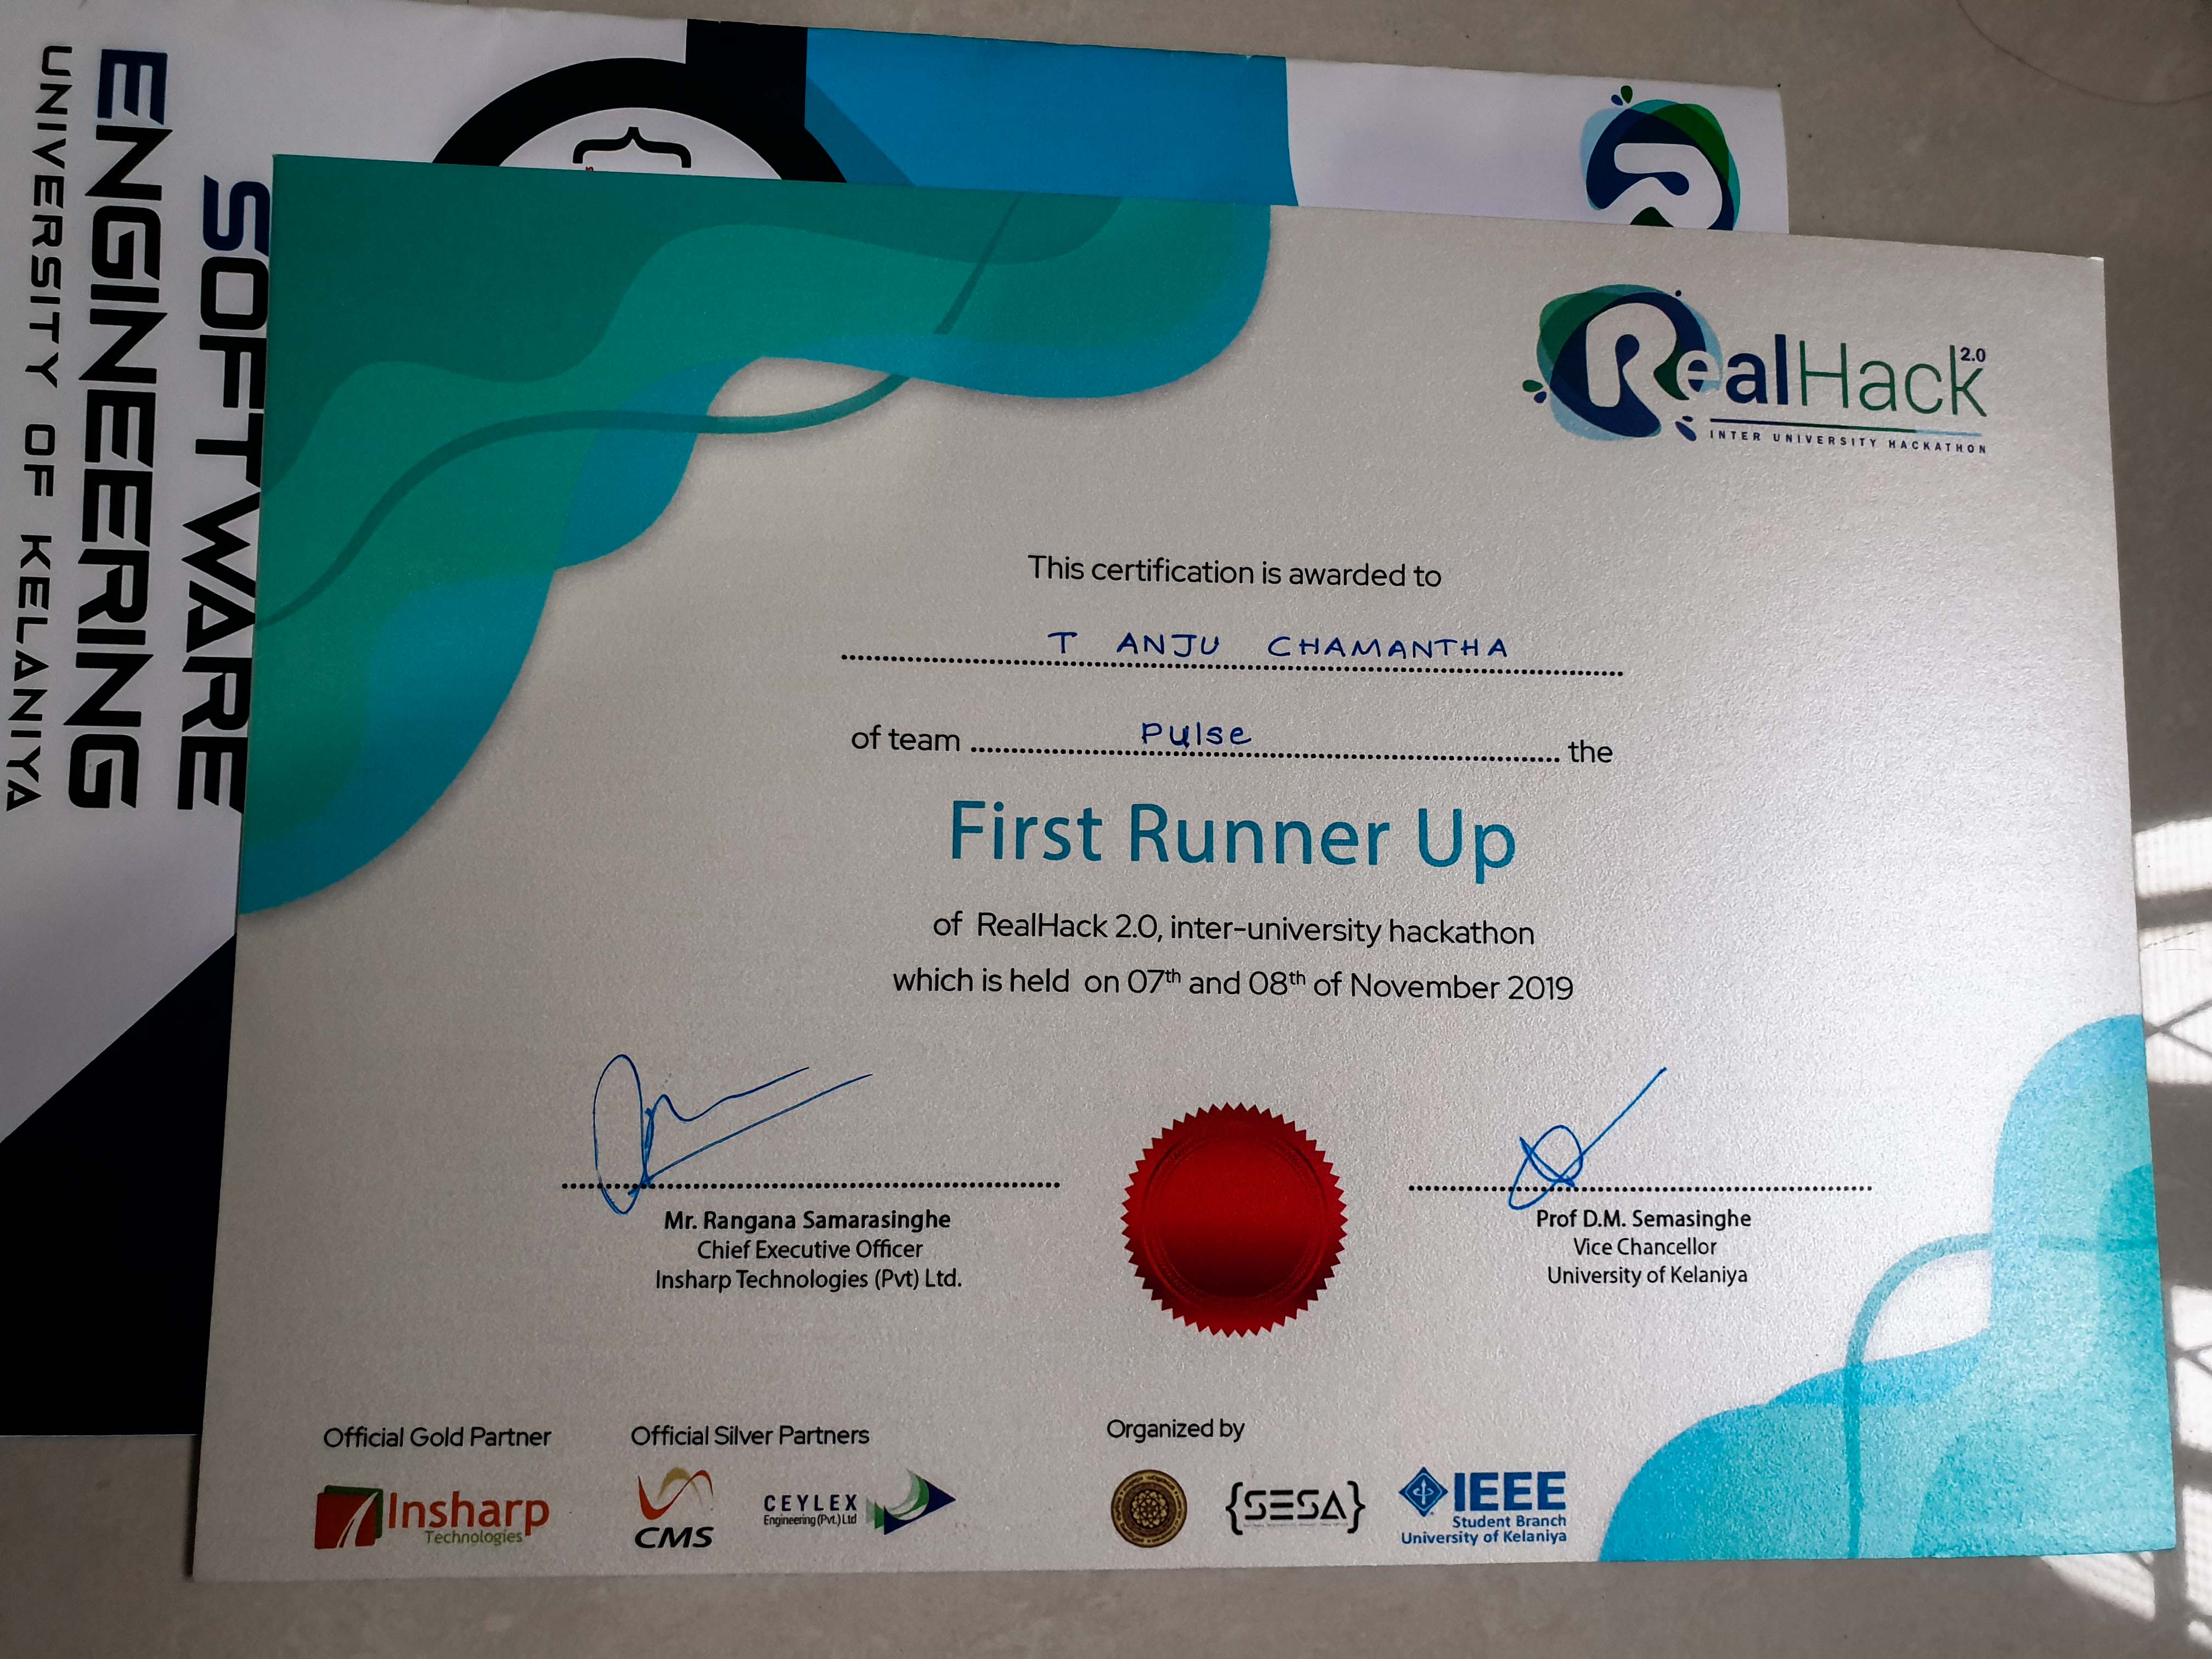 SOFTWARE
ENGINEERING
UNIVERSITY OF KELANIYA
RealHack 2.0
INTER UNIVERSITY HACKATHON
This certification is awarded to
T ANJU CHAMANTHA
of team Pulse the
First Runner Up
of RealHack 2.0, inter-university hackathon
which is held on 07th and 08th of November 2019
Mr. Rangana Samarasinghe
Chief Executive Officer
Insharp Technologies (Pvt) Ltd.
Prof D.M. Semasinghe
Vice Chancellor
University of Kelaniya
Official Gold Partner
Official Silver Partners
Organized by
Insharp
Technologies
CMS
CEYLEX
Engineering (Pvt.) Ltd
{SESA}
IEEE
Student Branch
University of Kelaniya